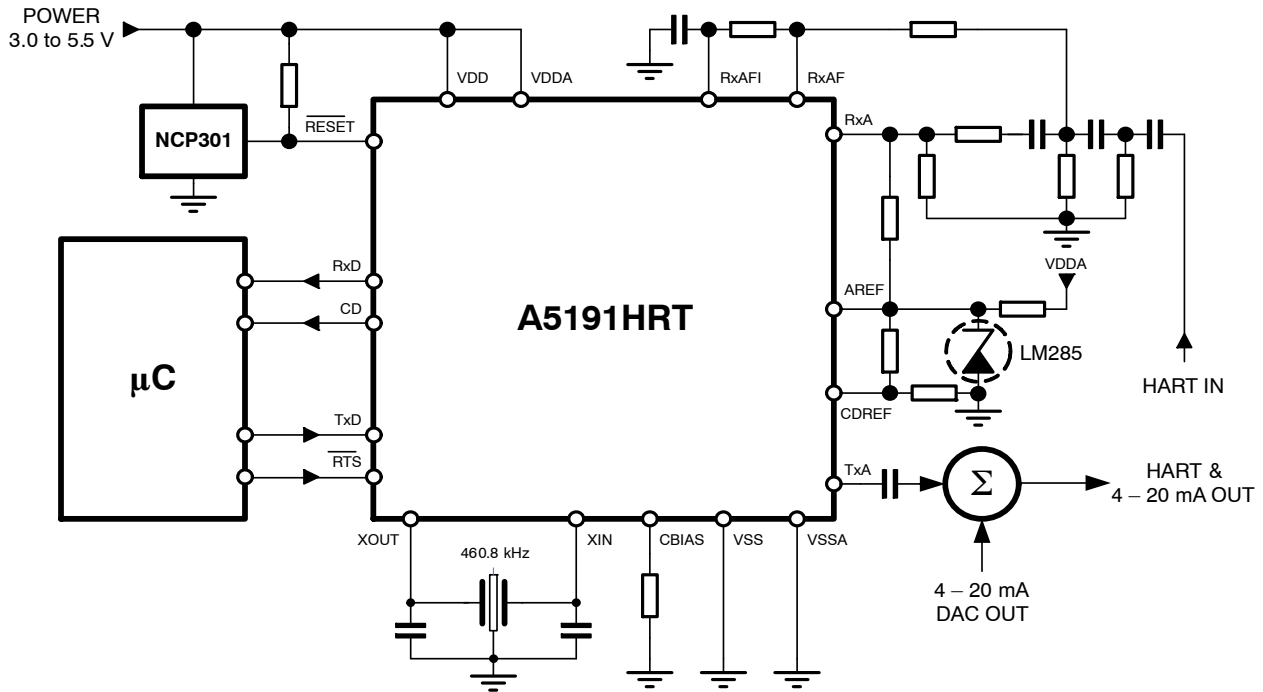 POWER
3.0 to 5.5 V
VDD
VDDA
RxAFI
RxAF
NCP301
RESET
RxA
VDDA
RxD
CD
A5191HRT
AREF
LM285
µC
HART IN
CDREF
TxD
RTS
TxA
Σ
HART &
4 – 20 mA OUT
XOUT
460.8 kHz
XIN
CBIAS
VSS
VSSA
4 – 20 mA
DAC OUT